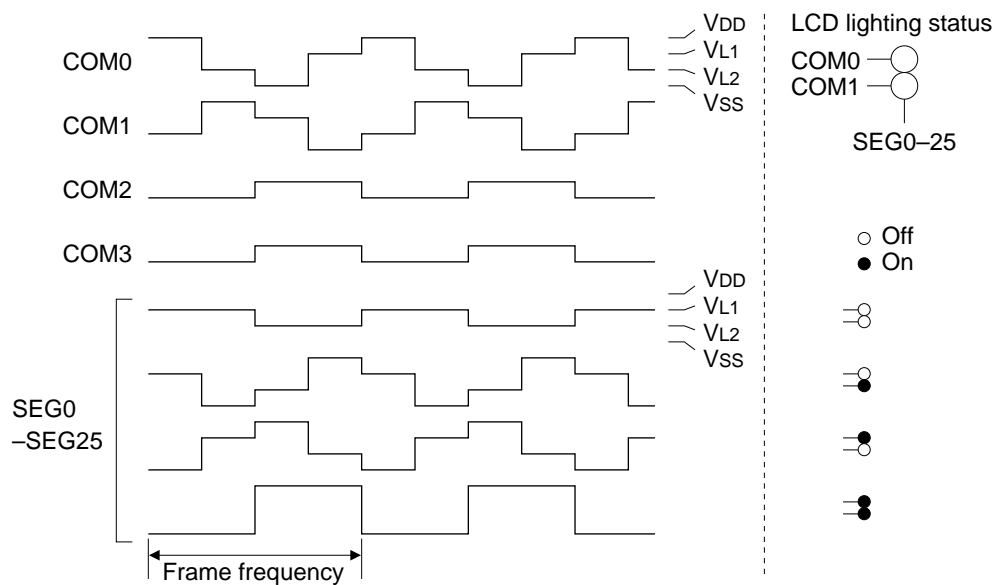 VDD
VL1
VL2
VSS
COM0
COM1
COM2
COM3
VDD
VL1
VL2
VSS
SEG0
–SEG25
Frame frequency
LCD lighting status
COM0
COM1
SEG0–25
Off
On